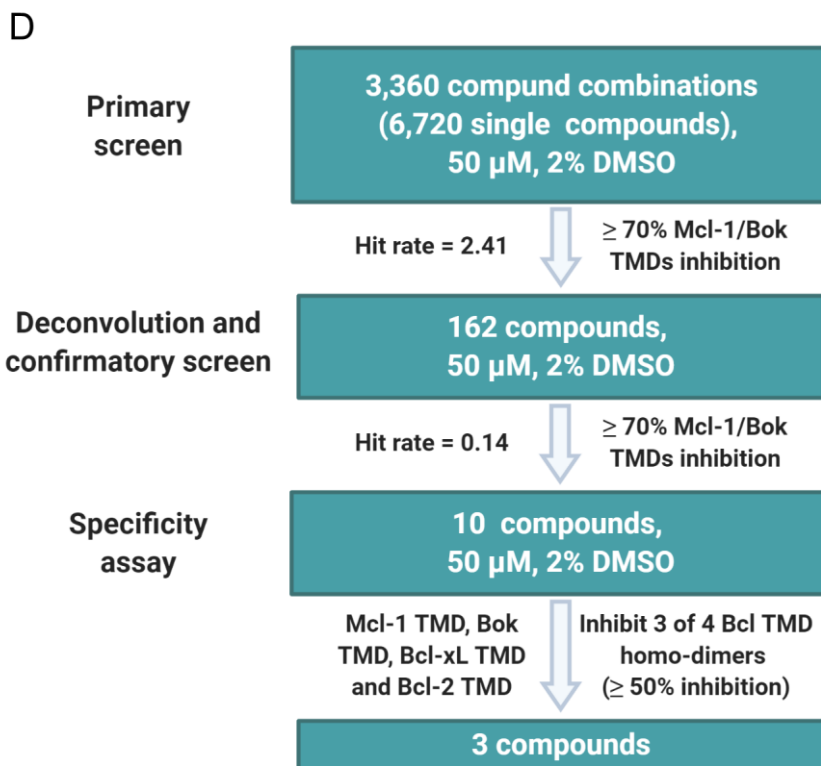 D
Primary
screen
3,360 compund combinations
(6,720 single compounds),
50 µM, 2% DMSO
Hit rate = 2.41
≥ 70% Mcl-1/Bok
TMDs inhibition
Deconvolution and
confirmatory screen
162 compounds,
50 µM, 2% DMSO
Hit rate = 0.14
≥ 70% Mcl-1/Bok
TMDs inhibition
Specificity
assay
10 compounds,
50 µM, 2% DMSO
Mcl-1 TMD, Bok
TMD, Bcl-xL TMD
and Bcl-2 TMD
Inhibit 3 of 4 Bcl TMD
homo-dimers
(≥ 50% inhibition)
3 compounds